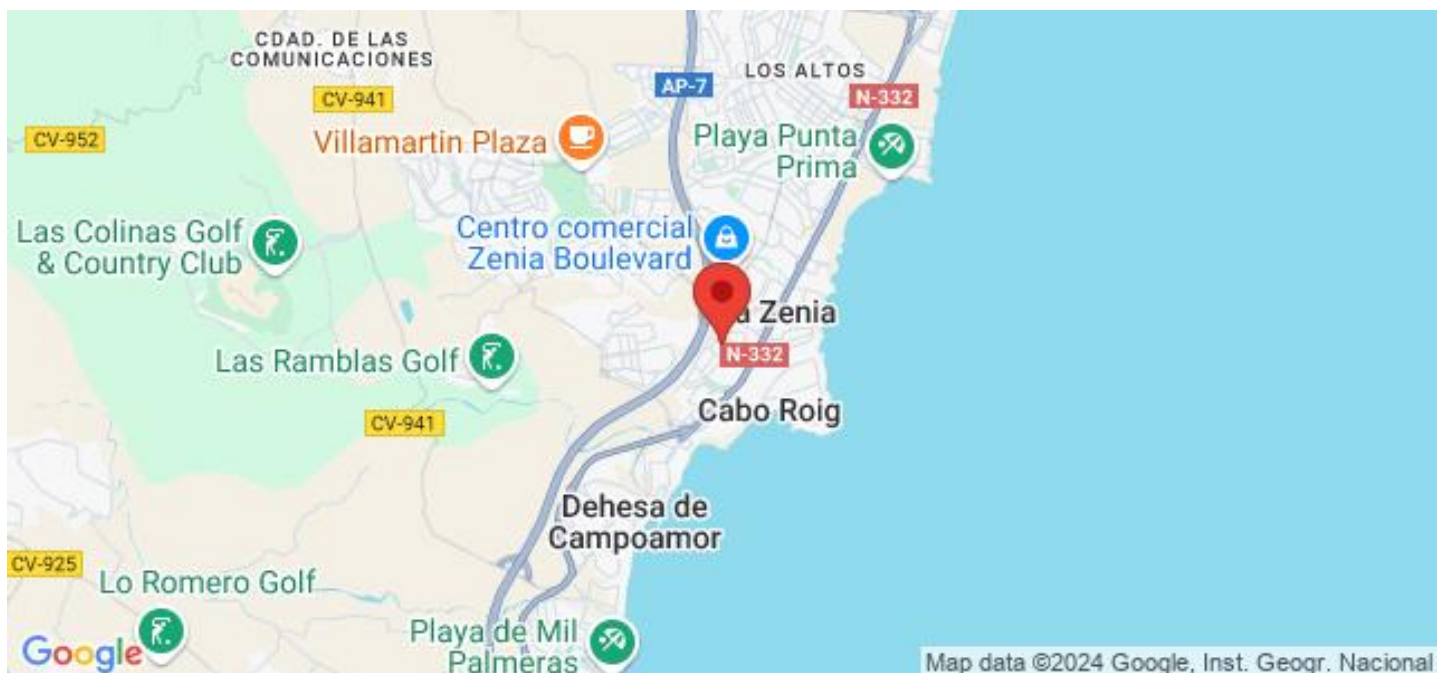 CDAD. DE LAS
COMUNICACIONES
LOS ALTOS
AP-7
CV-941
N-332
CV-952
Villamartin Plaza
Playa Punta
Prima
Las Colinas Golf
& Country Club
Centro comercial
Zenia Boulevard
a Zenia
N-332
Las Ramblas Golf
CV-941
Cabo Roig
Dehesa de
Campoamor
CV-925
Lo Romero Golf
Playa de Mil
Palmeras
Google
Map data ©2024 Google, Inst. Geogr. Nacional